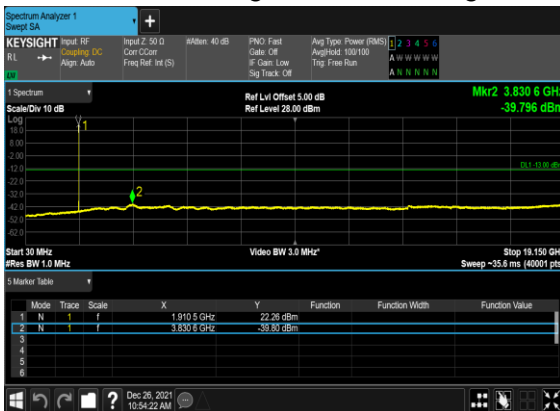 Spectrum Analyzer 1
Swept SA
KEYSIGHT
R L
Input: RF
Coupling: DC
Align: Auto
Input Z: 50 Ω
Corr CCorr
Freq Ref: Int (S)
#Atten: 40 dB
PNO: Fast
Gate: Off
IF Gain: Low
Sig Track: Off
Avg Type: Power (RMS)
Avg|Hold: 100/100
Trig: Free Run
1 2 3 4 5 6
A W W W W W
A N N N N N
1 Spectrum
Scale/Div 10 dB
Ref Lvl Offset 5.00 dB
Ref Level 28.00 dBm
Mkr2 3.830 6 GHz
-39.796 dBm
Log
18.0
8.00
-2.00
-12.0
-22.0
-32.0
-42.0
-52.0
-62.0
1
2
DL1 -13.00 dBm
Start 30 MHz
#Res BW 1.0 MHz
Video BW 3.0 MHz*
Stop 19.150 GH
Sweep ~35.6 ms (40001 pts
5 Marker Table
Mode Trace Scale X Y Function Function Width Function Value
1 N 1 f 1.910 5 GHz 22.26 dBm
2 N 1 f 3.830 6 GHz -39.80 dBm
3
4
5
6
?
Dec 26, 2021
10:54:22 AM